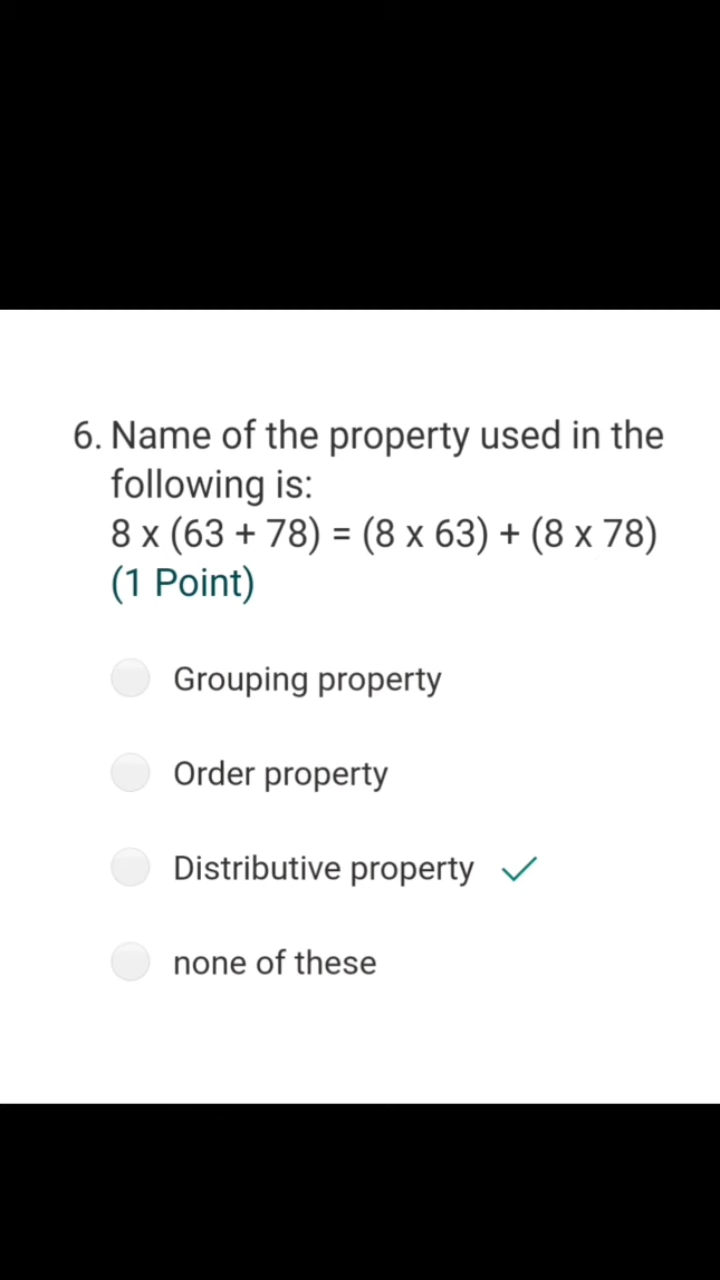 6. Name of the property used in the
following is:
8 x (63 + 78) = (8 x 63) + (8 x 78)
(1 Point)
Grouping property
Order property
Distributive property
none of these